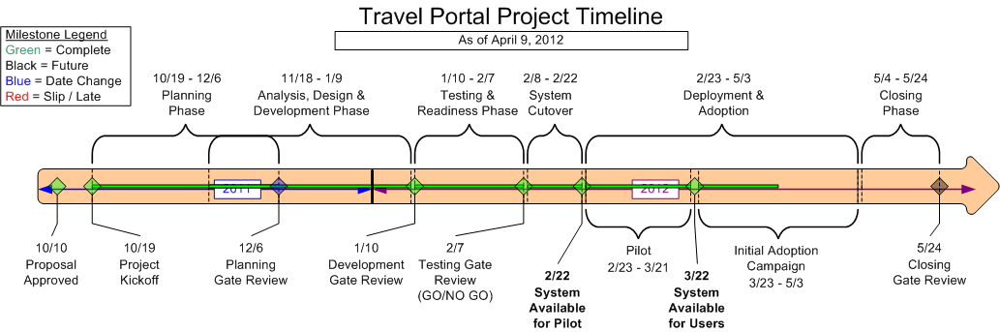 Travel Portal Project Timeline
As of April 9, 2012
Milestone Legend
Green = Complete
Black = Future
Blue = Date Change
Red = Slip / Late
10/19 - 12/6
Planning
Phase
11/18 - 1/9
Analysis, Design &
Development Phase
1/10 - 2/7
Testing &
Readiness Phase
2/8 - 2/22
System
Cutover
2/23 - 5/3
Deployment &
Adoption
5/4 - 5/24
Closing
Phase
2011
2012
10/10
Proposal
Approved
10/19
Project
Kickoff
12/6
Planning
Gate Review
1/10
Development
Gate Review
2/7
Testing Gate
Review
(GO/NO GO)
2/22
System
Available
for Pilot
Pilot
2/23 - 3/21
3/22
System
Available
for Users
Initial Adoption
Campaign
3/23 - 5/3
5/24
Closing
Gate Review